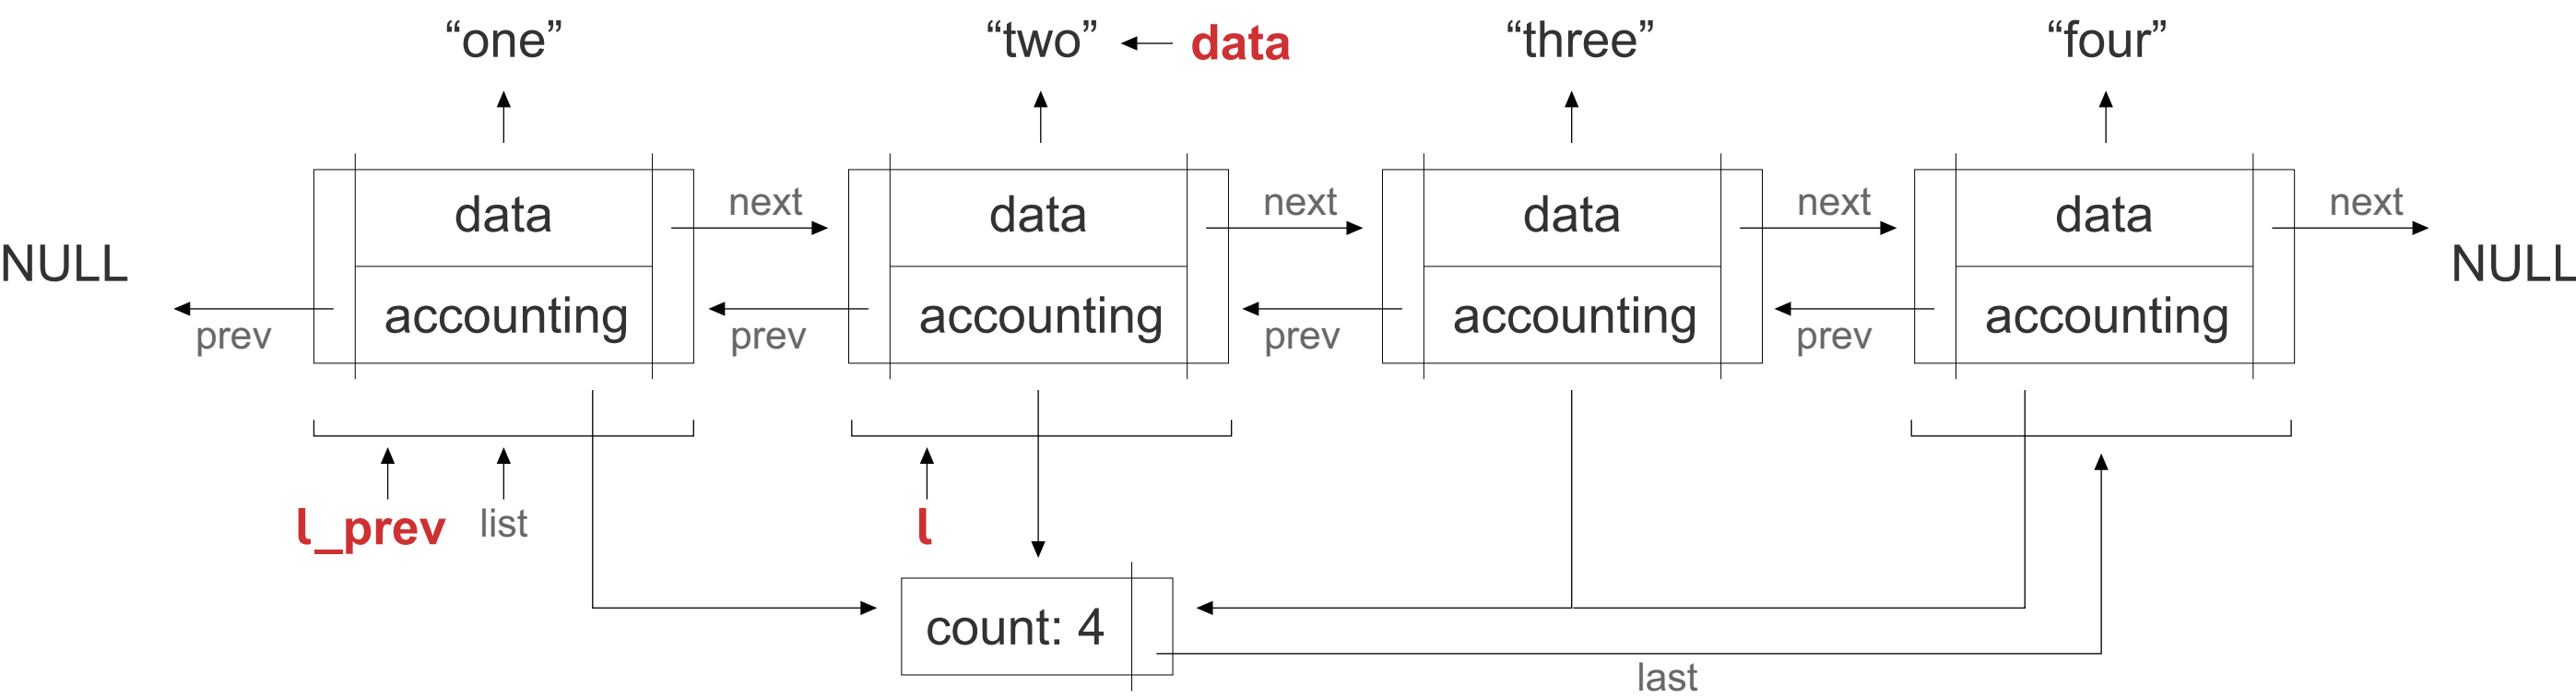 “one”
“two”
data
“three”
“four”
data
next
data
next
data
next
data
next
NULL
NULL
accounting
accounting
accounting
accounting
prev
prev
prev
prev
l_prev
list
l
count: 4
last